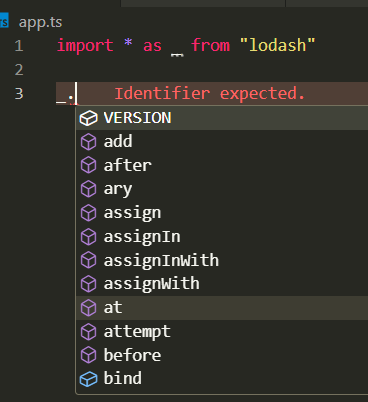 TS app.ts
1 import * as _ from "lodash"
2
3 _. Identifier expected.
VERSION
add
after
ary
assign
assignIn
assignInWith
assignWith
at
attempt
before
bind